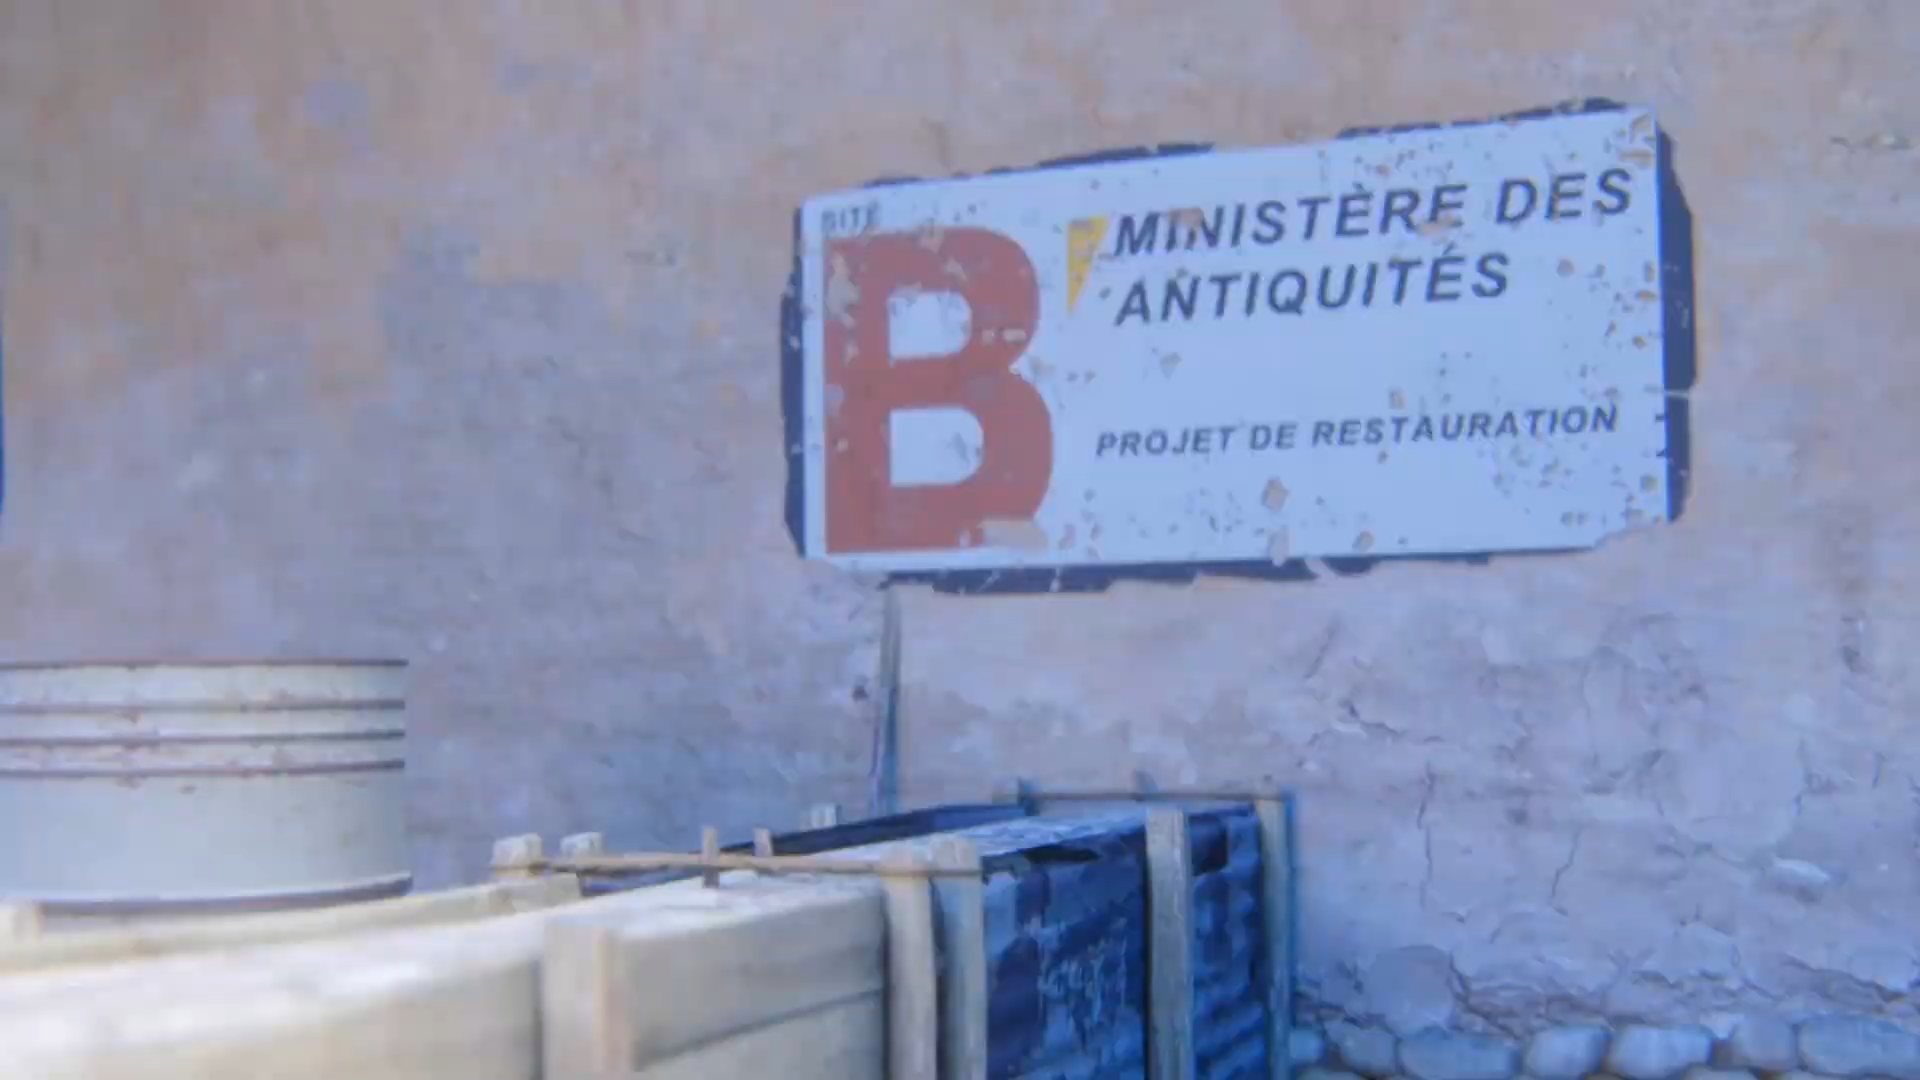 SITE
B
MINISTÈRE DES
ANTIQUITÉS
PROJET DE RESTAURATION